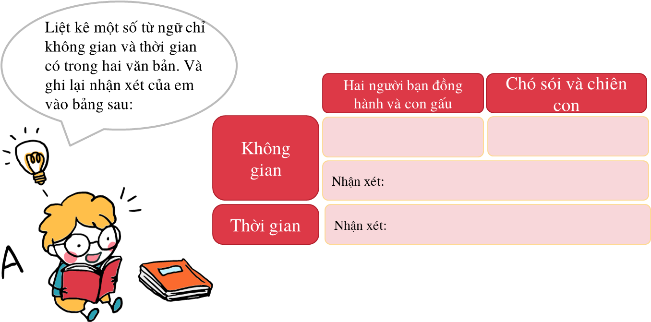 Liệt kê một số từ ngữ chỉ
không gian và thời gian
có trong hai văn bản. Và
ghi lại nhận xét của em
vào bảng sau:
Hai người bạn đồng
hành và con gấu
Chó sói và chiên
con
Không
gian
Nhận xét:
Thời gian
Nhận xét:
A